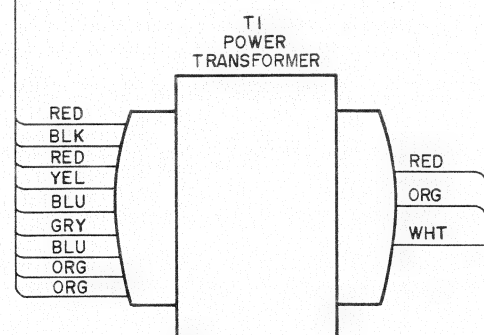 T1
POWER
TRANSFORMER
RED
BLK
RED
YEL
BLU
GRY
BLU
ORG
ORG
RED
ORG
WHT